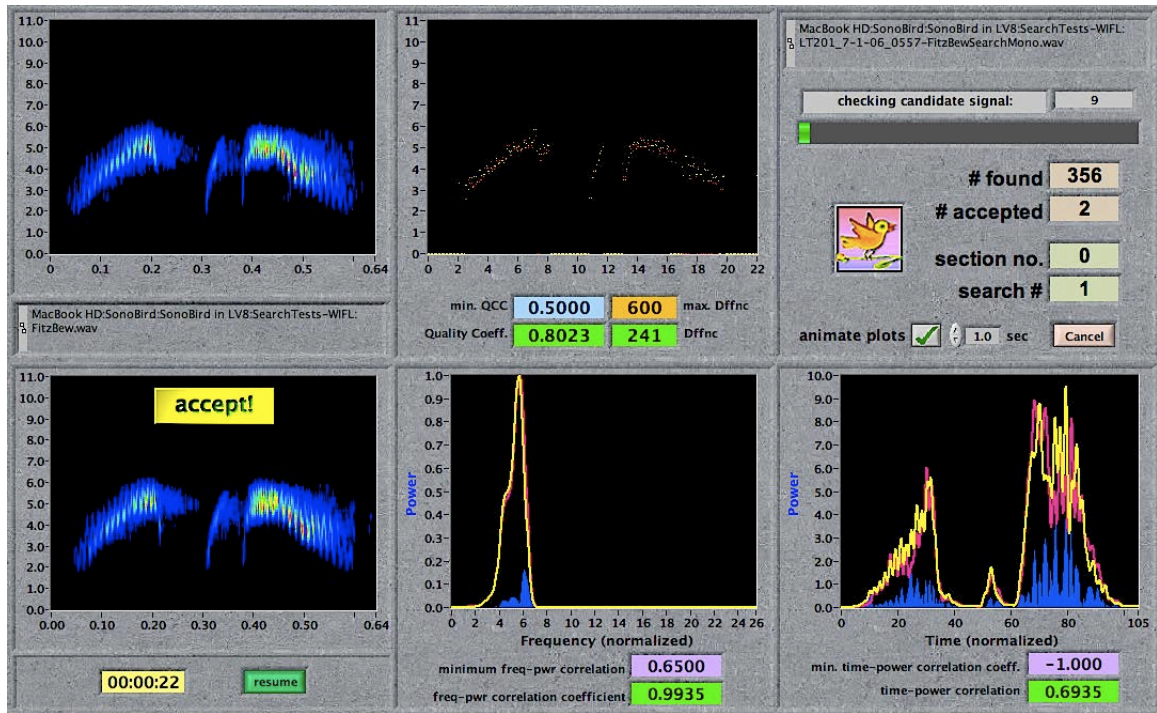 11.0
10.0
9.0
8.0
7.0
6.0
5.0
4.0
3.0
2.0
1.0
0.0
0 0.1 0.2 0.3 0.4 0.5 0.64
MacBook HD:SonoBird:SonoBird in LV8:SearchTests-WIFL:
FitzBew.wav
11
10
9
8
7
6
5
4
3
2
1
0
0 2 4 6 8 10 12 14 16 18 20 22
min. QCC 0.5000 600 max. Dffnc
Quality Coeff. 0.8023 241 Dffnc
MacBook HD:SonoBird:SonoBird in LV8:SearchTests-WIFL:
LT201_7-1-06_0557-FitzBewSearchMono.wav
checking candidate signal: 9
# found 356
# accepted 2
section no. 0
search # 1
animate plots 1.0 sec Cancel
11.0
10.0
9.0
8.0
7.0
6.0
5.0
4.0
3.0
2.0
1.0
0.0
accept!
0.00 0.10 0.20 0.30 0.40 0.50 0.64
00:00:22 resume
Power
1.0
0.9
0.8
0.7
0.6
0.5
0.4
0.3
0.2
0.1
0.0
0 2 4 6 8 10 12 14 16 18 20 22 24 26
Frequency (normalized)
minimum freq-pwr correlation 0.6500
freq-pwr correlation coefficient 0.9935
Power
10.0
9.0
8.0
7.0
6.0
5.0
4.0
3.0
2.0
1.0
0.0
0 20 40 60 80 105
Time (normalized)
min. time-power correlation coeff. -1.000
time-power correlation 0.6935